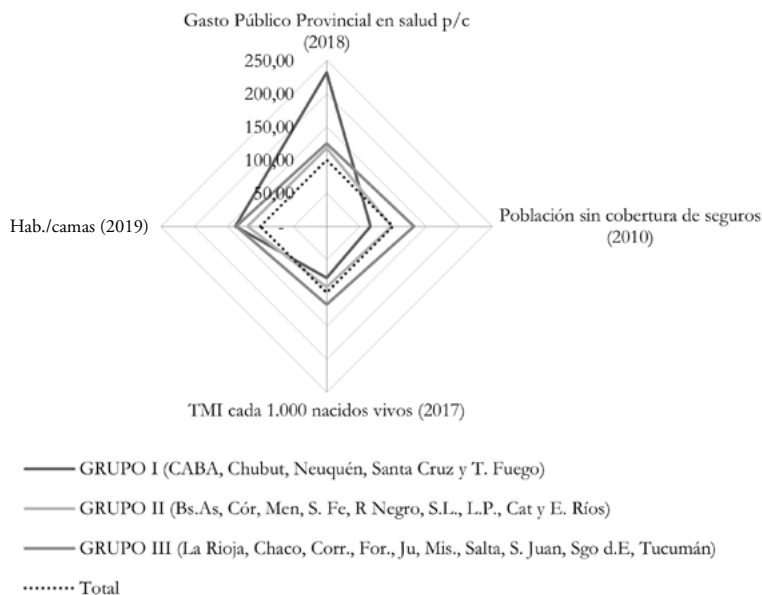 Gasto Público Provincial en salud p/c
(2018)
250,00
200,00
150,00
100,00
50,00
-
Hab./camas (2019)
Población sin cobertura de seguros
(2010)
TMI cada 1.000 nacidos vivos (2017)
GRUPO I (CABA, Chubut, Neuquén, Santa Cruz y T. Fuego)
GRUPO II (Bs.As, Cór, Men, S. Fe, R Negro, S.L., L.P., Cat y E. Ríos)
GRUPO III (La Rioja, Chaco, Corr., For., Ju, Mis., Salta, S. Juan, Sgo d.E, Tucumán)
Total